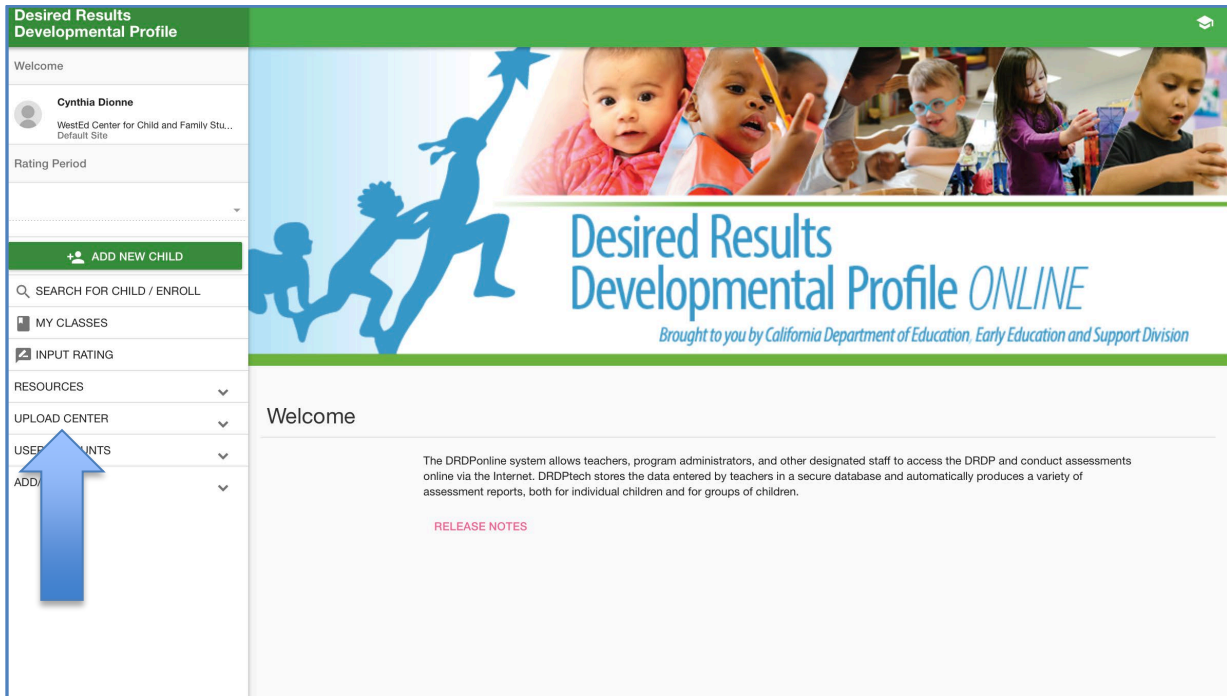 Desired Results
Developmental Profile
Welcome
Cynthia Dionne
WestEd Center for Child and Family Stu...
Default Site
Rating Period
ADD NEW CHILD
SEARCH FOR CHILD / ENROLL
MY CLASSES
INPUT RATING
RESOURCES
UPLOAD CENTER
USER
ADD/
Desired Results
Developmental Profile ONLINE
Brought to you by California Department of Education, Early Education and Support Division
Welcome
The DRDPonline system allows teachers, program administrators, and other designated staff to access the DRDP and conduct assessments
online via the Internet. DRDPtech stores the data entered by teachers in a secure database and automatically produces a variety of
assessment reports, both for individual children and for groups of children.
RELEASE NOTES